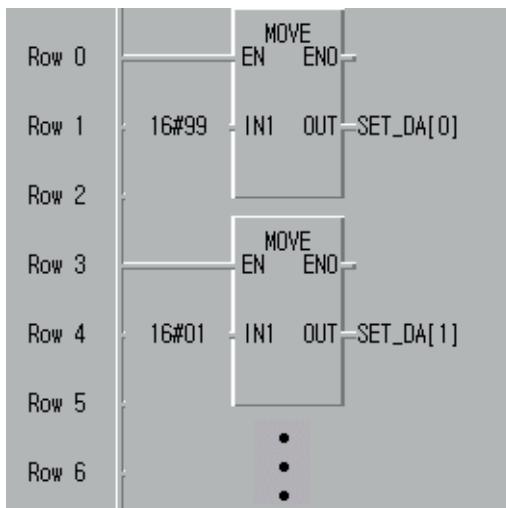 MOVE
Row 0 EN ENO
Row 1 16#99 IN1 OUT SET_DA[0]
Row 2
MOVE
Row 3 EN ENO
Row 4 16#01 IN1 OUT SET_DA[1]
Row 5
Row 6